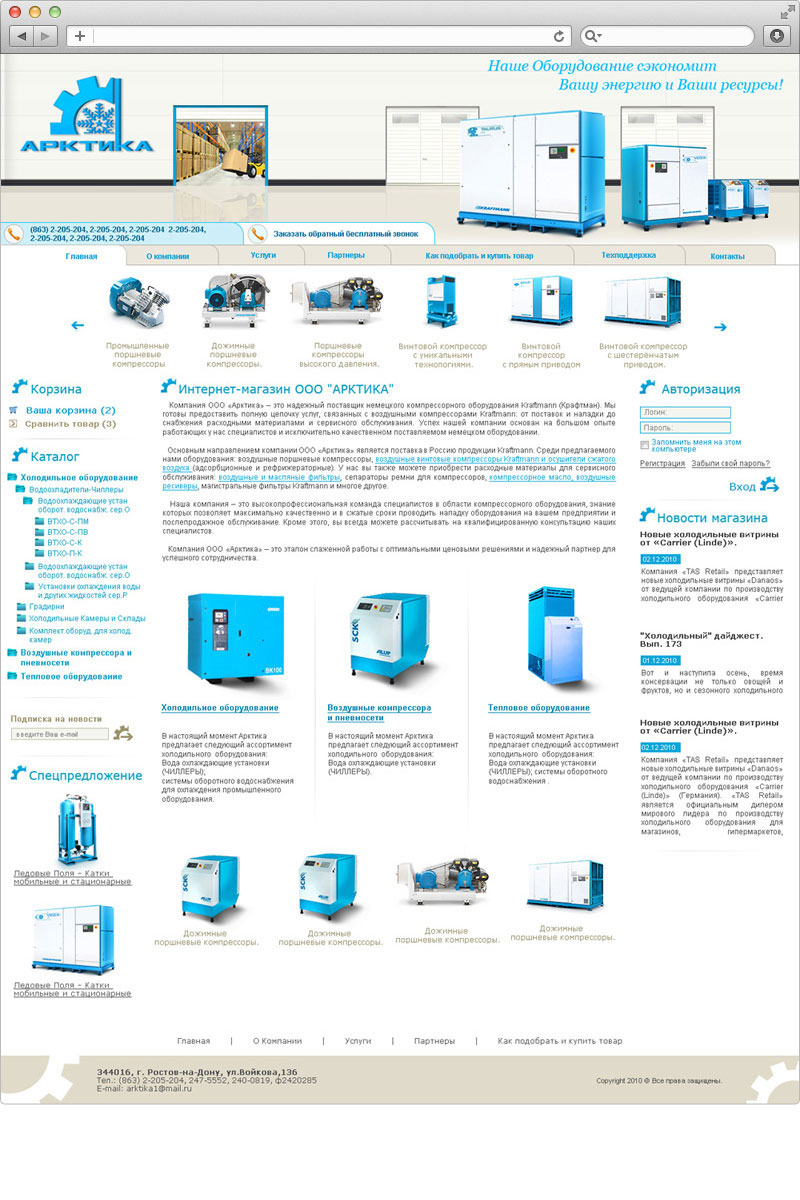 Наше Оборудование сэкономит
Вашу энергию и Ваши ресурсы!
АРКТИКА
KRAFTMANN
(863) 2-205-204, 2-205-204, 2-205-204 2-205-204,
2-205-204, 2-205-204, 2-205-204
Заказать обратный бесплатный звонок
Главная
О компании
Услуги
Партнеры
Как подобрать и купить товар
Техподдержка
Контакты
Промышленные
поршневые
компрессоры
Дожимные
поршневые
компрессоры.
Поршневые
компрессоры
высокого давления.
Винтовой компрессор
с уникальными
технологиями.
Винтовой
компрессор
с прямым приводом
Винтовой компрессор
с шестеренчатым
приводом.
Корзина
Ваша корзина (2)
Сравнить товар (3)
Каталог
Холодильное оборудование
Водоохладители-Чиллеры
Водоохлаждающие устан
оборот. водоснабж. сер.О
ВТХО-С-ПМ
ВТХО-С-ПВ
ВТХО-С-К
ВТХО-П-К
Водоохлаждающие устан
оборот. водоснабж. сер.О
Установки охлаждения воды
и других жидкостей сер.Р
Градирни
Холодильные Камеры и Склады
Комплект оборуд. для холод.
камер
Воздушные компрессора и
пневмосети
Тепловое оборудование
Подписка на новости
введите Ваш e-mail
Спецпредложение
Ледовые Поля – Катки
мобильные и стационарные
Ледовые Поля – Катки
мобильные и стационарные
Интернет-магазин ООО "АРКТИКА"
Компания ООО «Арктика» – это надежный поставщик немецкого компрессорного оборудования Kraftmann (Крафтман). Мы
готовы предоставить полную цепочку услуг, связанных с воздушными компрессорами Kraftmann: от поставок и наладки до
снабжения расходными материалами и сервисного обслуживания. Успех нашей компании основан на большом опыте
работающих у нас специалистов и исключительно качественном поставляемом немецком оборудовании.
Основным направлением компании ООО «Арктика» является поставка в Россию продукции Kraftmann. Среди предлагаемого
нами оборудования: воздушные поршневые компрессоры, воздушные винтовые компрессоры Kraftmann и осушители сжатого
воздуха (адсорбционные и рефрижераторные). У нас вы также можете приобрести расходные материалы для сервисного
обслуживания: воздушные и масляные фильтры, сепараторы ремни для компрессоров, компрессорное масло, воздушные
ресиверы, магистральные фильтры Kraftmann и многое другое.
Наша компания – это высокопрофессиональная команда специалистов в области компрессорного оборудования, знание
которых позволяет максимально качественно и в сжатые сроки проводить наладку оборудования на вашем предприятии и
послепродажное обслуживание. Кроме этого, вы всегда можете рассчитывать на квалифицированную консультацию наших
специалистов.
Компания ООО «Арктика» – это эталон слаженной работы с оптимальными ценовыми решениями и надежный партнер для
успешного сотрудничества.
BK100
SCK
ALUP
Холодильное оборудование
Воздушные компрессора
и пневмосети
Тепловое оборудование
В настоящий момент Арктика
предлагает следующий ассортимент
холодильного оборудования:
Вода охлаждающие установки
(ЧИЛЛЕРЫ);
системы оборотного водоснабжения
для охлаждения промышленного
оборудования.
В настоящий момент Арктика
предлагает следующий ассортимент
холодильного оборудования:
Вода охлаждающие установки
(ЧИЛЛЕРЫ).
В настоящий момент Арктика
предлагает следующий ассортимент
холодильного оборудования:
Вода охлаждающие установки
(ЧИЛЛЕРЫ); системы оборотного
водоснабжения .
SCK
SCK
Дожимные
поршневые компрессоры.
Дожимные
поршневые компрессоры.
Дожимные
поршневые компрессоры.
Дожимные
поршневые компрессоры.
Авторизация
Логин:
Пароль:
Запомнить меня на этом
компьютере
Регистрация
Забыли свой пароль?
Вход
Новости магазина
Новые холодильные витрины
от «Carrier (Linde)».
02.12.2010
Компания «TAS Retail» представляет
новые холодильные витрины «Danaos»
от ведущей компании по производству
холодильного оборудования «Carrier
"Холодильный" дайджест.
Вып. 173
01.12.2010
Вот и наступила осень, время
консервации не только овощей и
фруктов, но и сезонного холодильного
Новые холодильные витрины
от «Carrier (Linde)».
02.12.2010
Компания «TAS Retail» представляет
новые холодильные витрины «Danaos»
от ведущей компании по производству
холодильного оборудования «Carrier
(Linde)» (Германия). «TAS Retail»
является официальным дилером
мирового лидера по производству
холодильного оборудования для
магазинов, гипермаркетов,
Главная | О Компании | Услуги | Партнеры | Как подобрать и купить товар
344016, г. Ростов-на-Дону, ул.Войкова,136
Тел.: (863) 2-205-204, 247-5552, 240-0819, ф2420285
E-mail: arktika1@mail.ru
Copyright 2010 © Все права защищены.